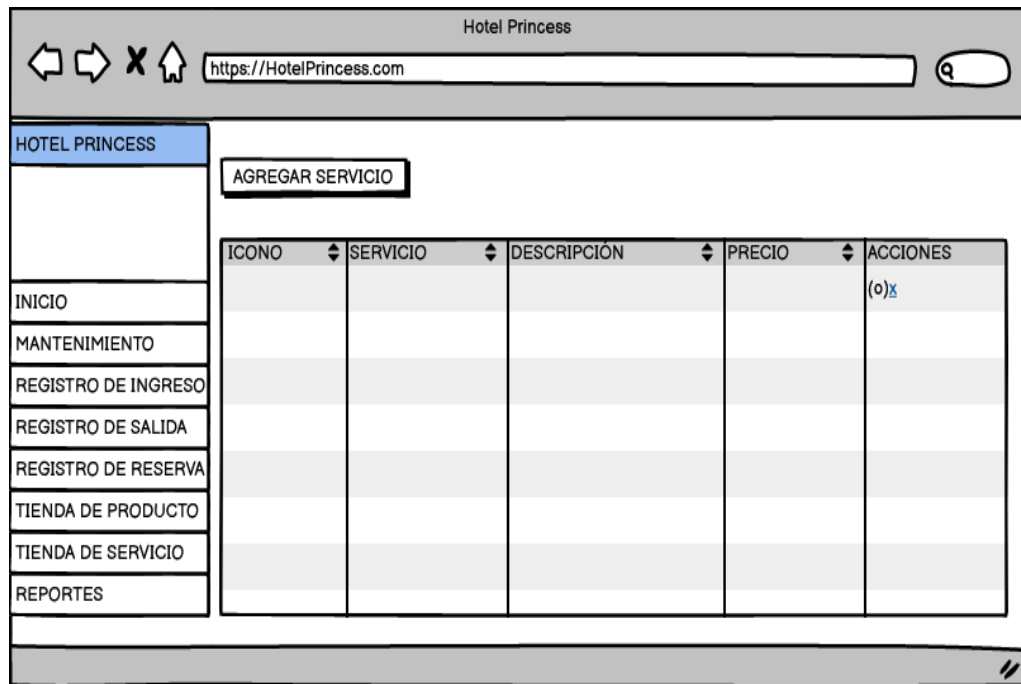 Hotel Princess
https://HotelPrincess.com
HOTEL PRINCESS
AGREGAR SERVICIO
ICONO SERVICIO DESCRIPCIÓN PRECIO ACCIONES
(o)x
INICIO
MANTENIMIENTO
REGISTRO DE INGRESO
REGISTRO DE SALIDA
REGISTRO DE RESERVA
TIENDA DE PRODUCTO
TIENDA DE SERVICIO
REPORTES